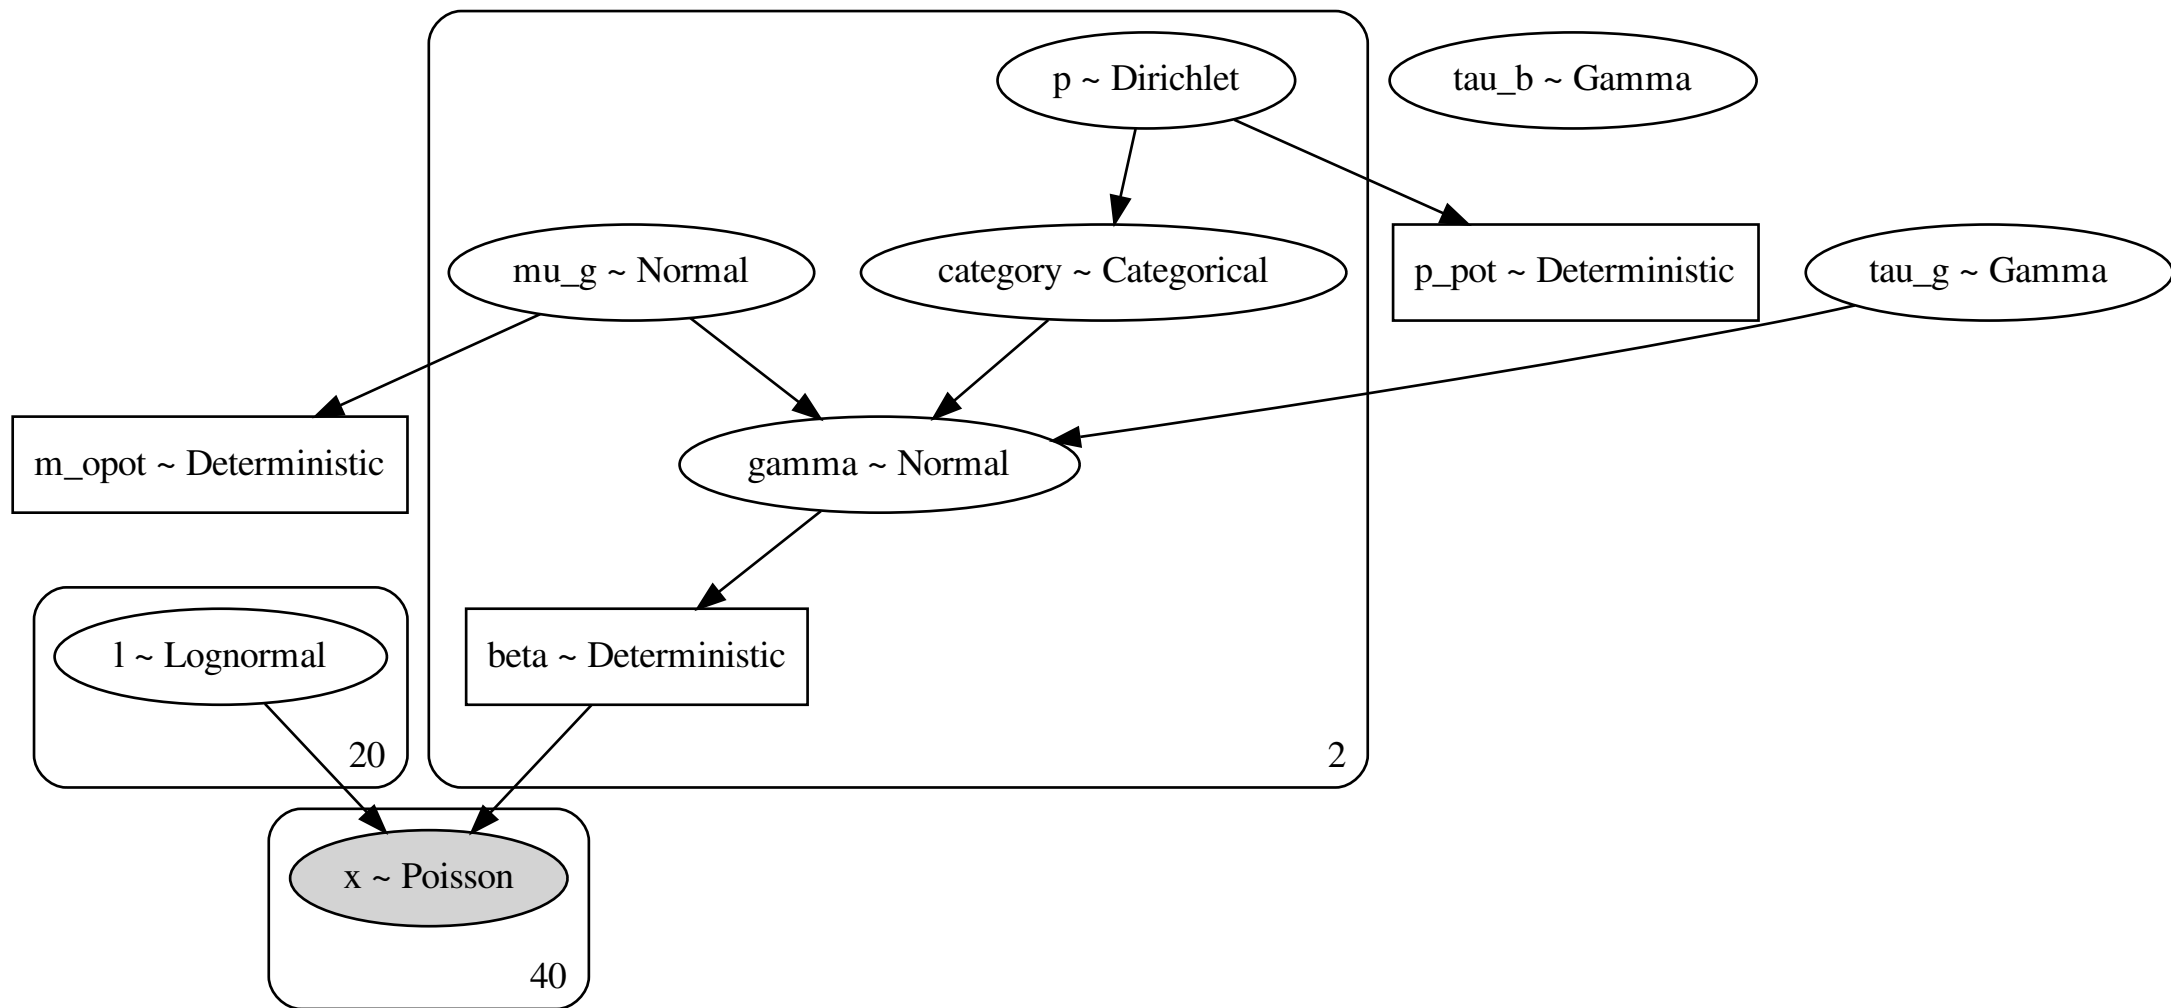 p ~ Dirichlet
tau_b ~ Gamma
mu_g ~ Normal
category ~ Categorical
p_pot ~ Deterministic
tau_g ~ Gamma
m_opot ~ Deterministic
gamma ~ Normal
l ~ Lognormal
beta ~ Deterministic
20
2
x ~ Poisson
40